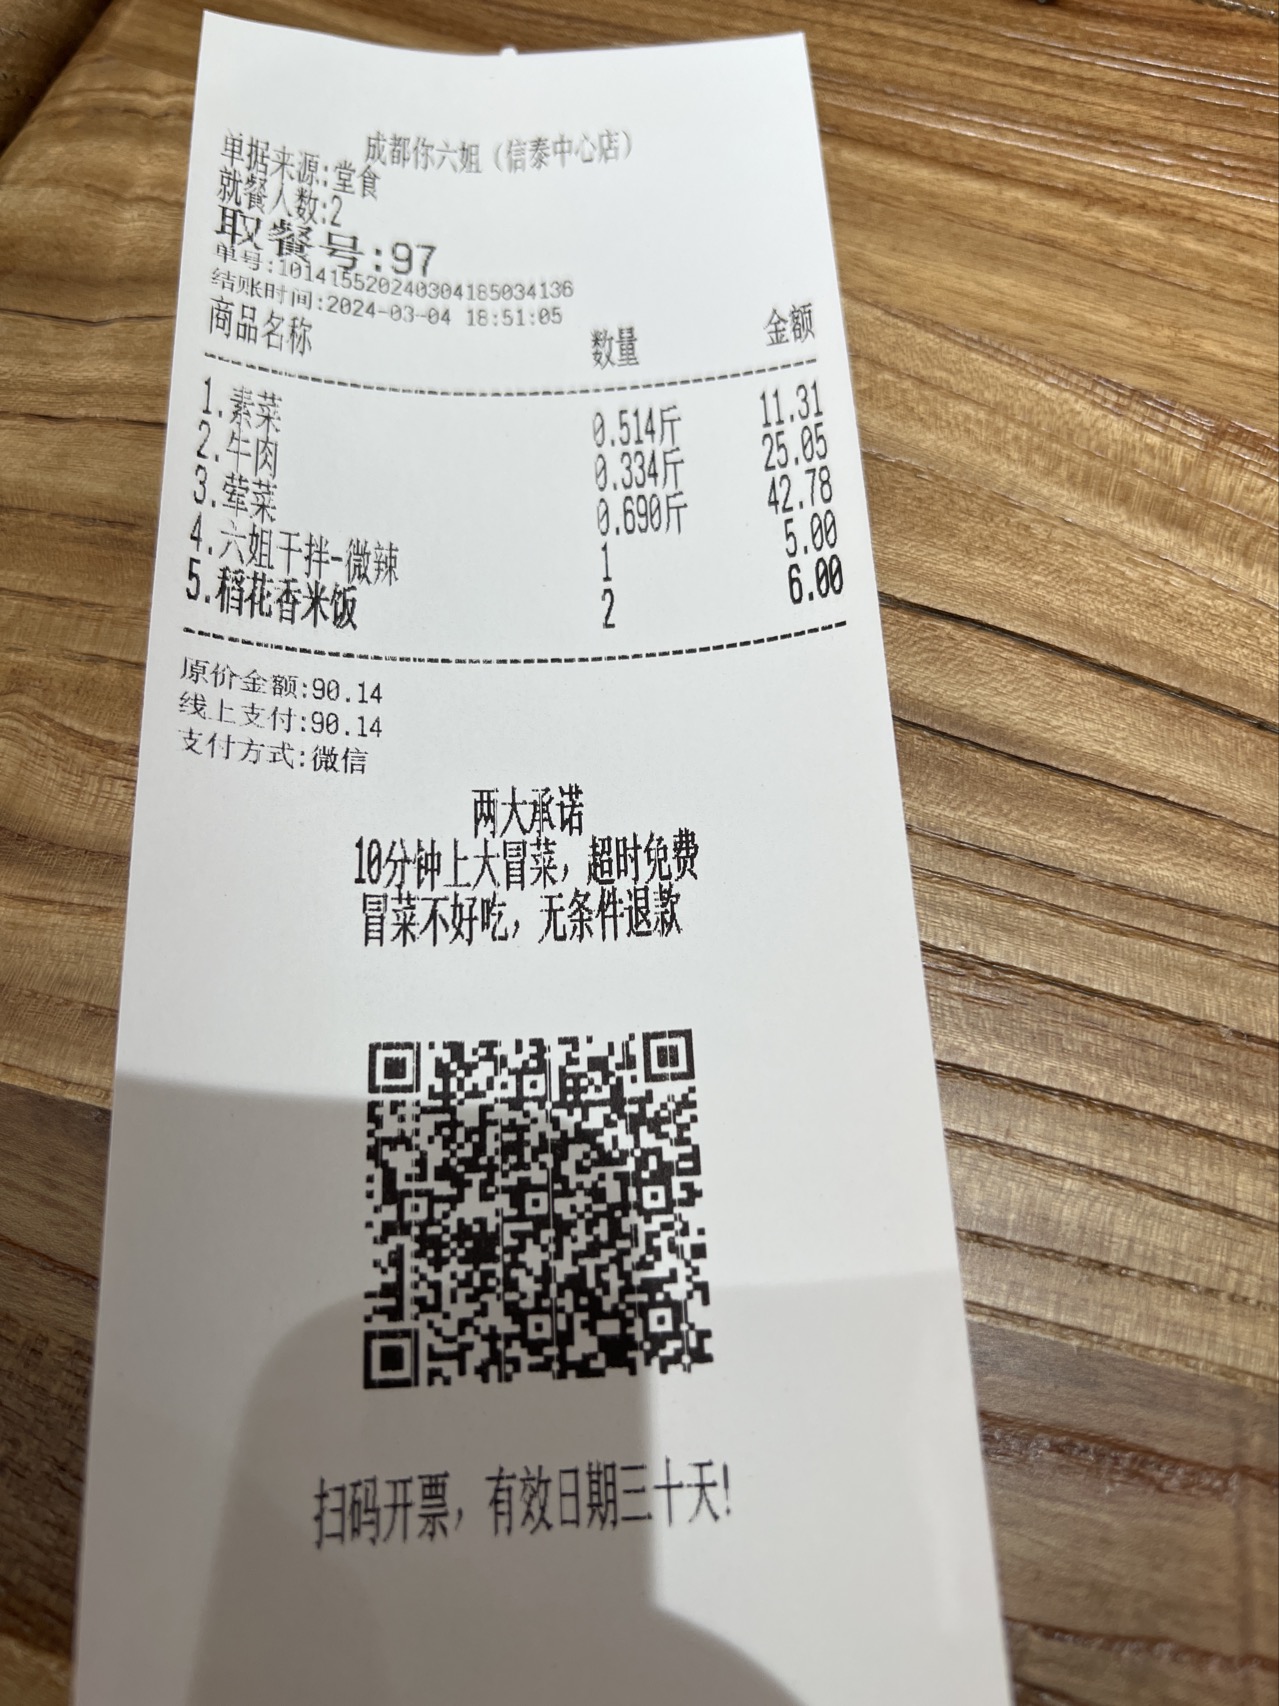 成都你六姐（信泰中心店）
单据来源:堂食
就餐人数:2
取餐号:97
单号:101415520240304185034136
结账时间:2024-03-04 18:51:05
商品名称 数量 金额
1.素菜 0.514斤 11.31
2.牛肉 0.334斤 25.05
3.荤菜 0.690斤 42.78
4.六姐干拌-微辣 1 5.00
5.稻花香米饭 2 6.00
原价金额:90.14
线上支付:90.14
支付方式:微信
两大承诺
10分钟上大冒菜，超时免费
冒菜不好吃，无条件退款
扫码开票，有效日期三十天!